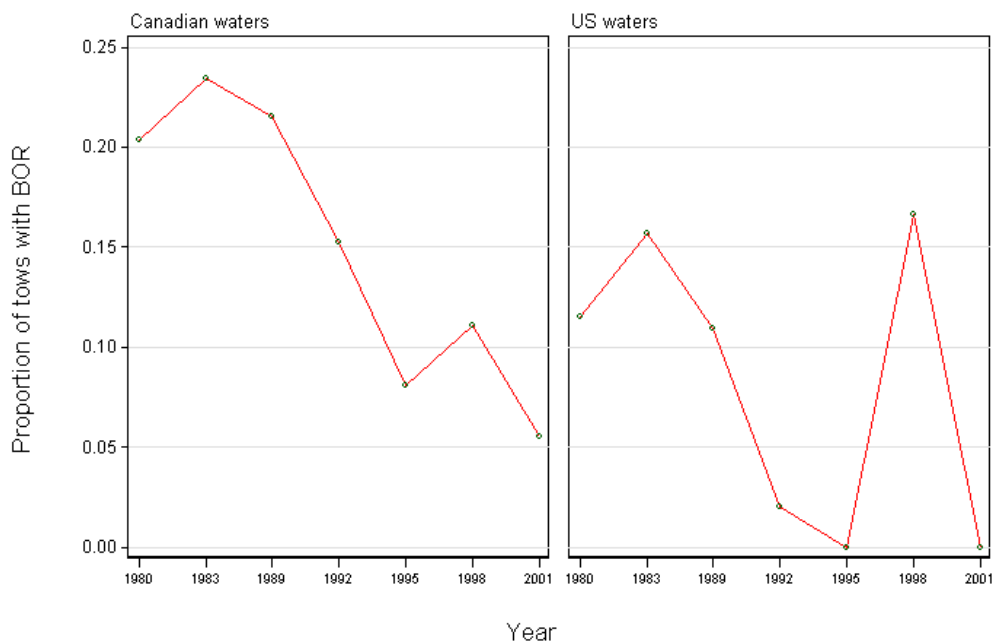 Canadian waters US waters
Proportion of tows with BOR
0.25
0.20
0.15
0.10
0.05
0.00
1980 1983 1989 1992 1995 1998 2001 1980 1983 1989 1992 1995 1998 2001
Year